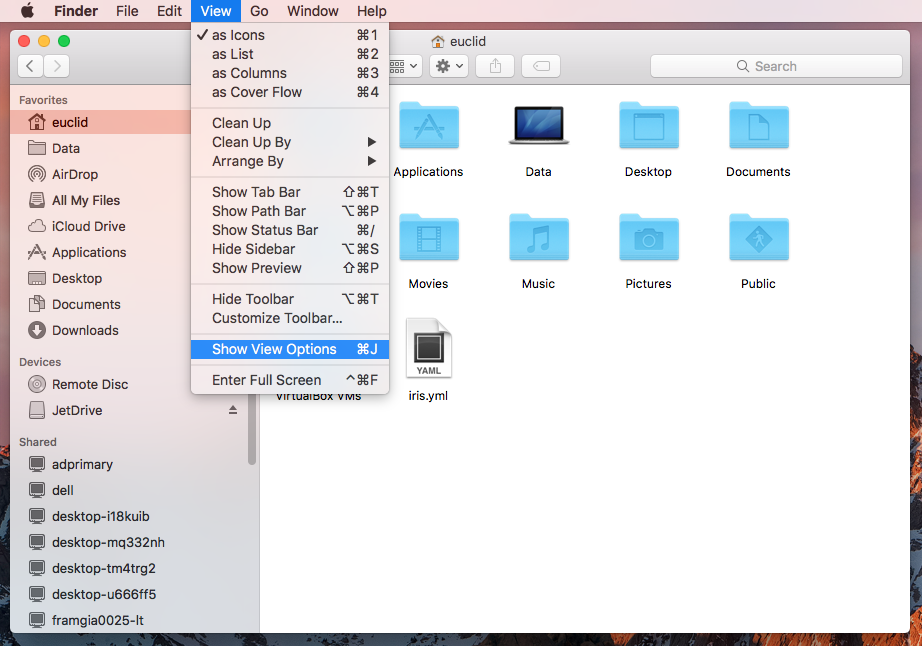 Finder File Edit View Go Window Help
euclid
Search
✓ as Icons ⌘1
as List ⌘2
as Columns ⌘3
as Cover Flow ⌘4
Clean Up
Clean Up By ▶
Arrange By ▶
Show Tab Bar ⇧⌘T
Show Path Bar ⌥⌘P
Show Status Bar ⌘/
Hide Sidebar ⌥⌘S
Show Preview ⇧⌘P
Hide Toolbar ⌥⌘T
Customize Toolbar...
Show View Options ⌘J
Enter Full Screen ^⌘F
Favorites
euclid
Data
AirDrop
All My Files
iCloud Drive
Applications
Desktop
Documents
Downloads
Devices
Remote Disc
JetDrive
Shared
adprimary
dell
desktop-i18kuib
desktop-mq332nh
desktop-tm4trg2
desktop-u666ff5
framgia0025-lt
Applications Data Desktop Documents
Movies Music Pictures Public
YAML
VirtualBox VMs iris.yml